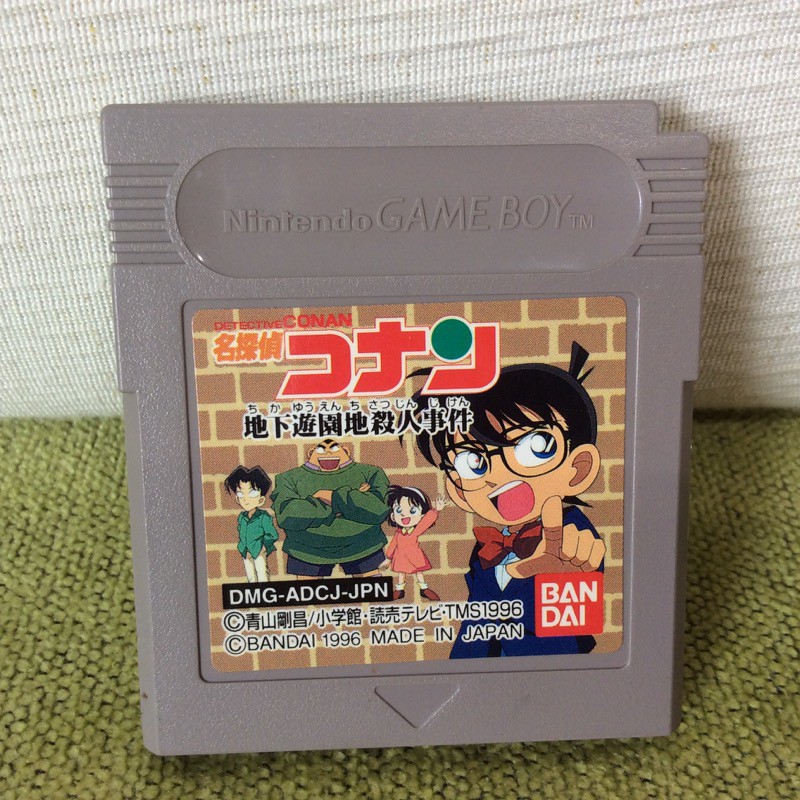 Nintendo GAME BOY™
DETECTIVE CONAN
名探偵
コナン
ちかゆうえんちさつじんじけん
地下遊園地殺人事件
DMG-ADCJ-JPN
©青山剛昌/小学館・読売テレビ・TMS1996
©BANDAI 1996 MADE IN JAPAN
BAN
DAI